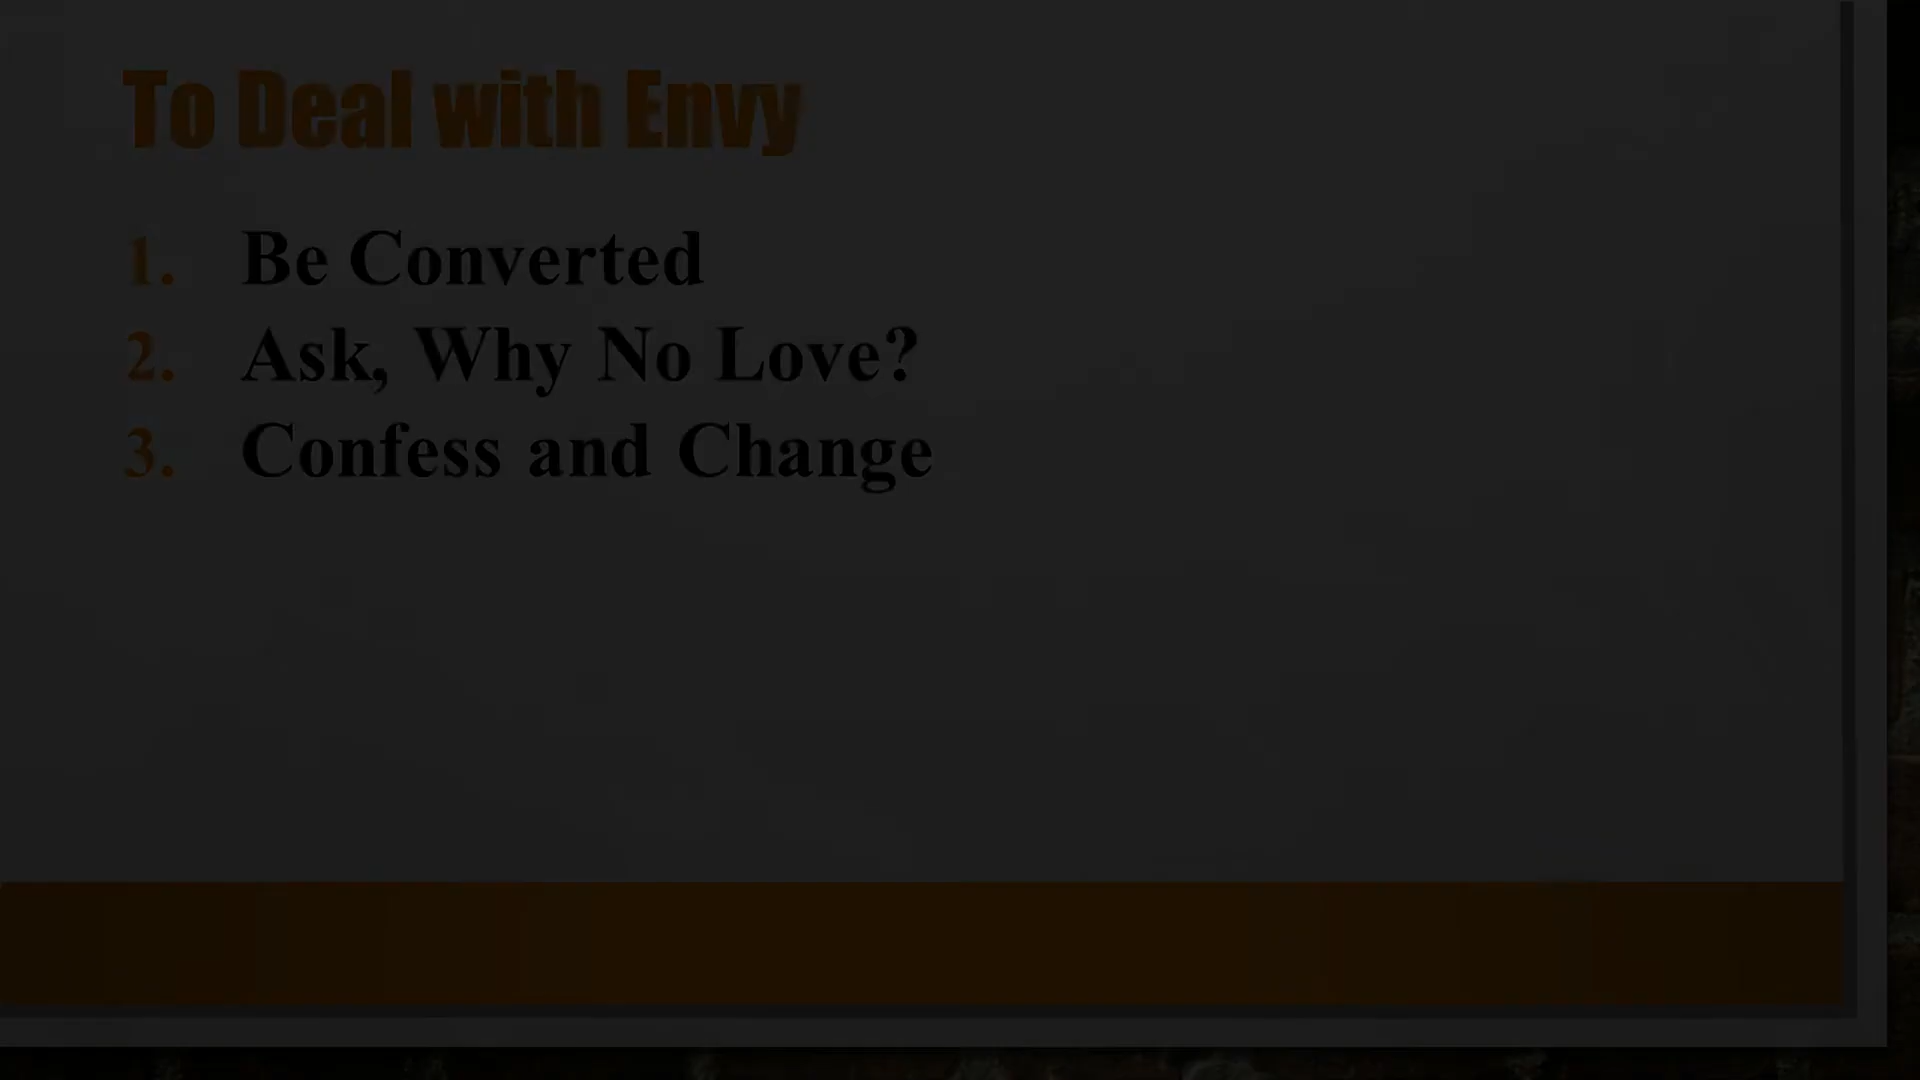 To Deal with Envy
1. Be Converted
2. Ask, Why No Love?
3. Confess and Change